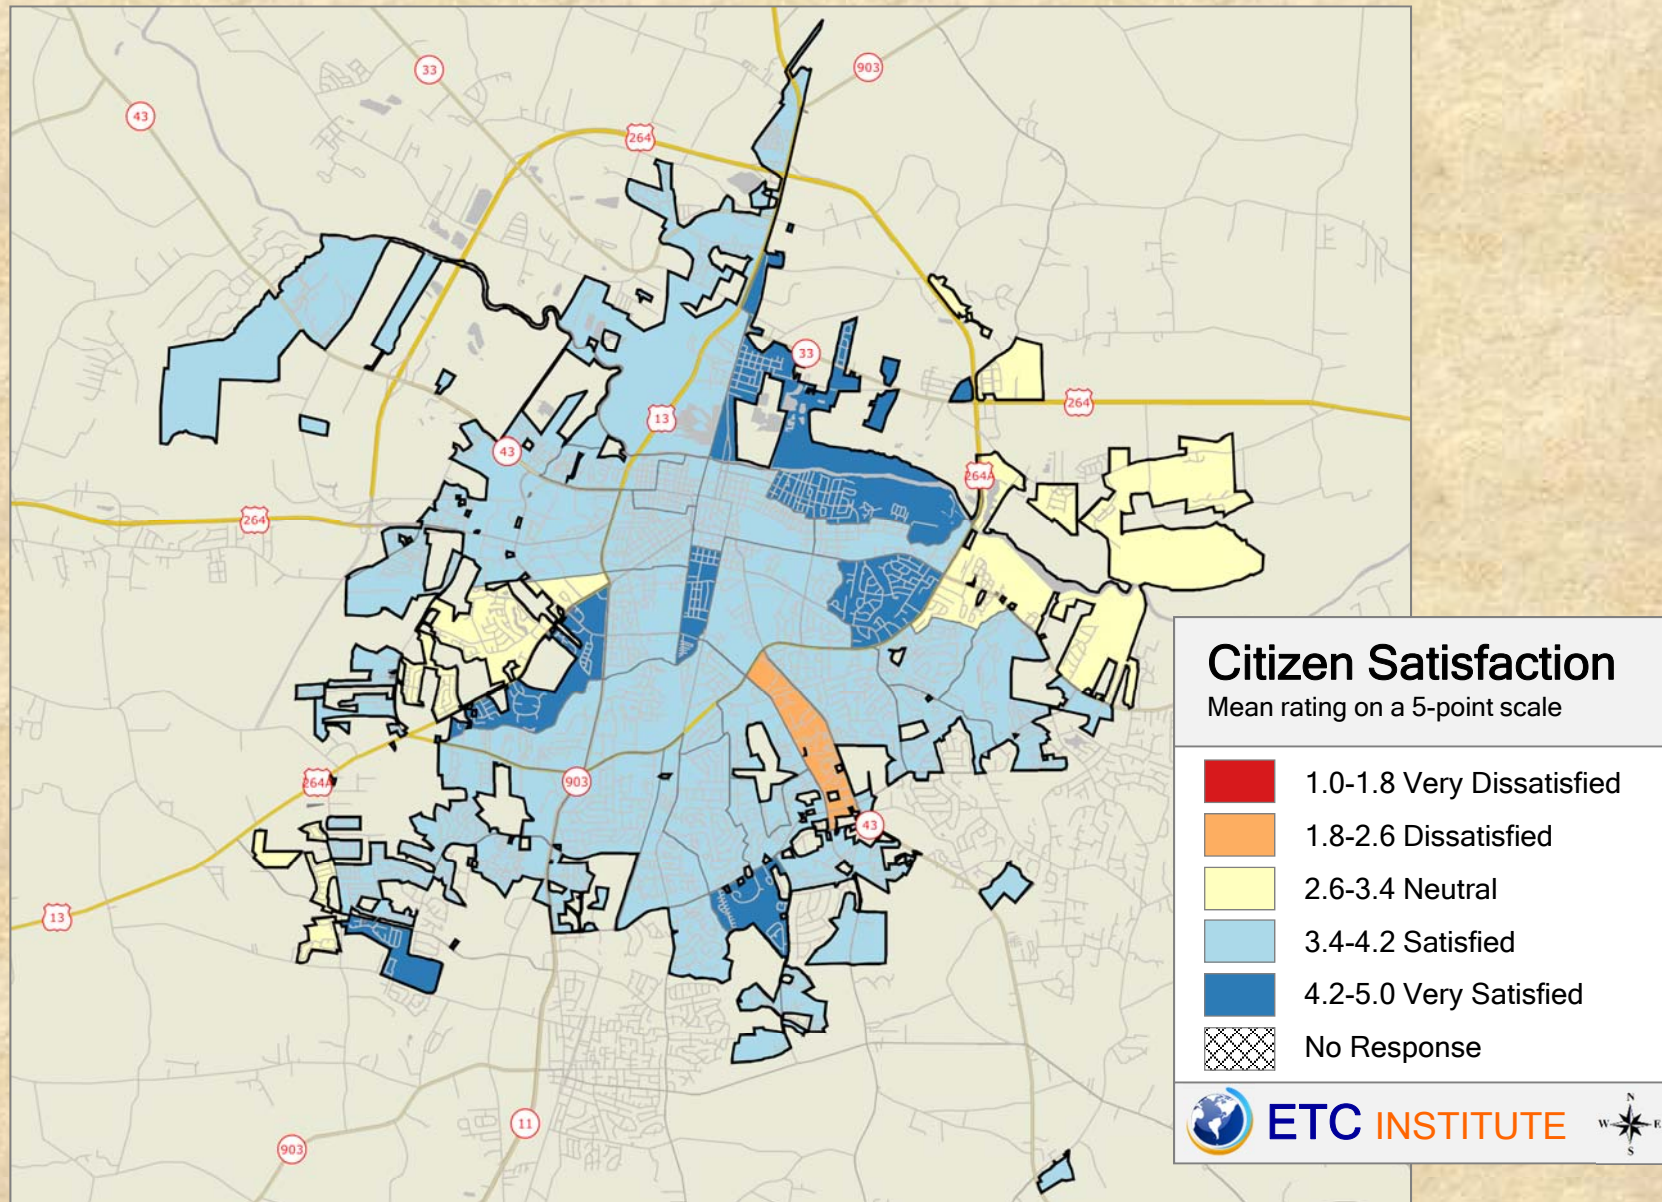 903
33
43
264
33
264
13
43
264A
264
264
Citizen Satisfaction
Mean rating on a 5-point scale
1.0-1.8 Very Dissatisfied
1.8-2.6 Dissatisfied
2.6-3.4 Neutral
3.4-4.2 Satisfied
4.2-5.0 Very Satisfied
No Response
264A
903
43
13
11
903
ETC INSTITUTE
N
W E
S